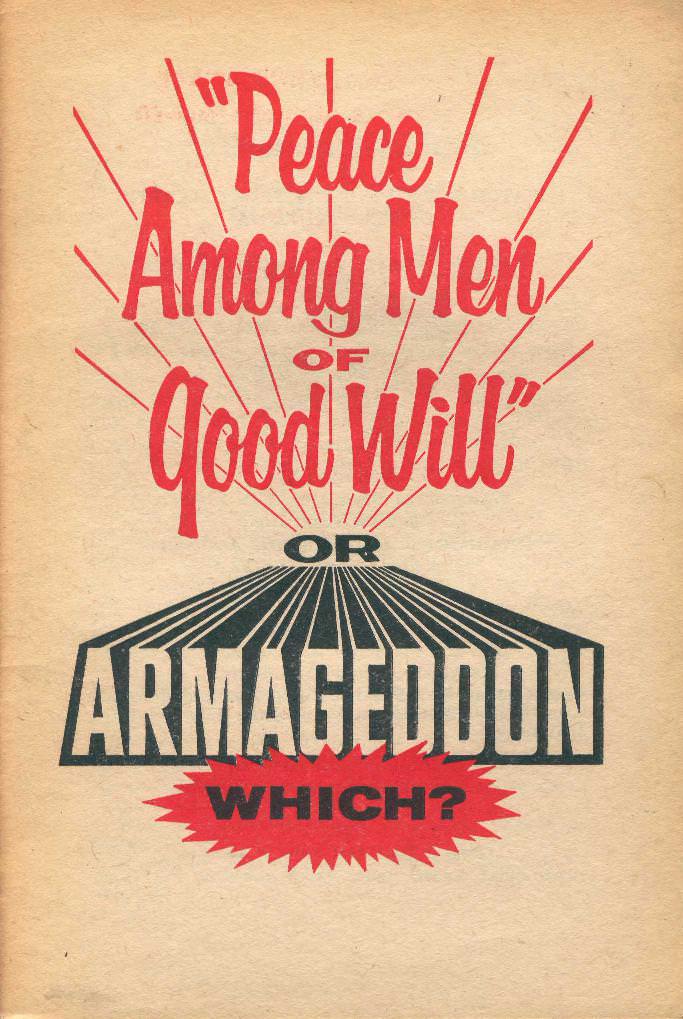 "Peace
Among Men
OF
Good Will"
OR
ARMAGEDDON
WHICH?